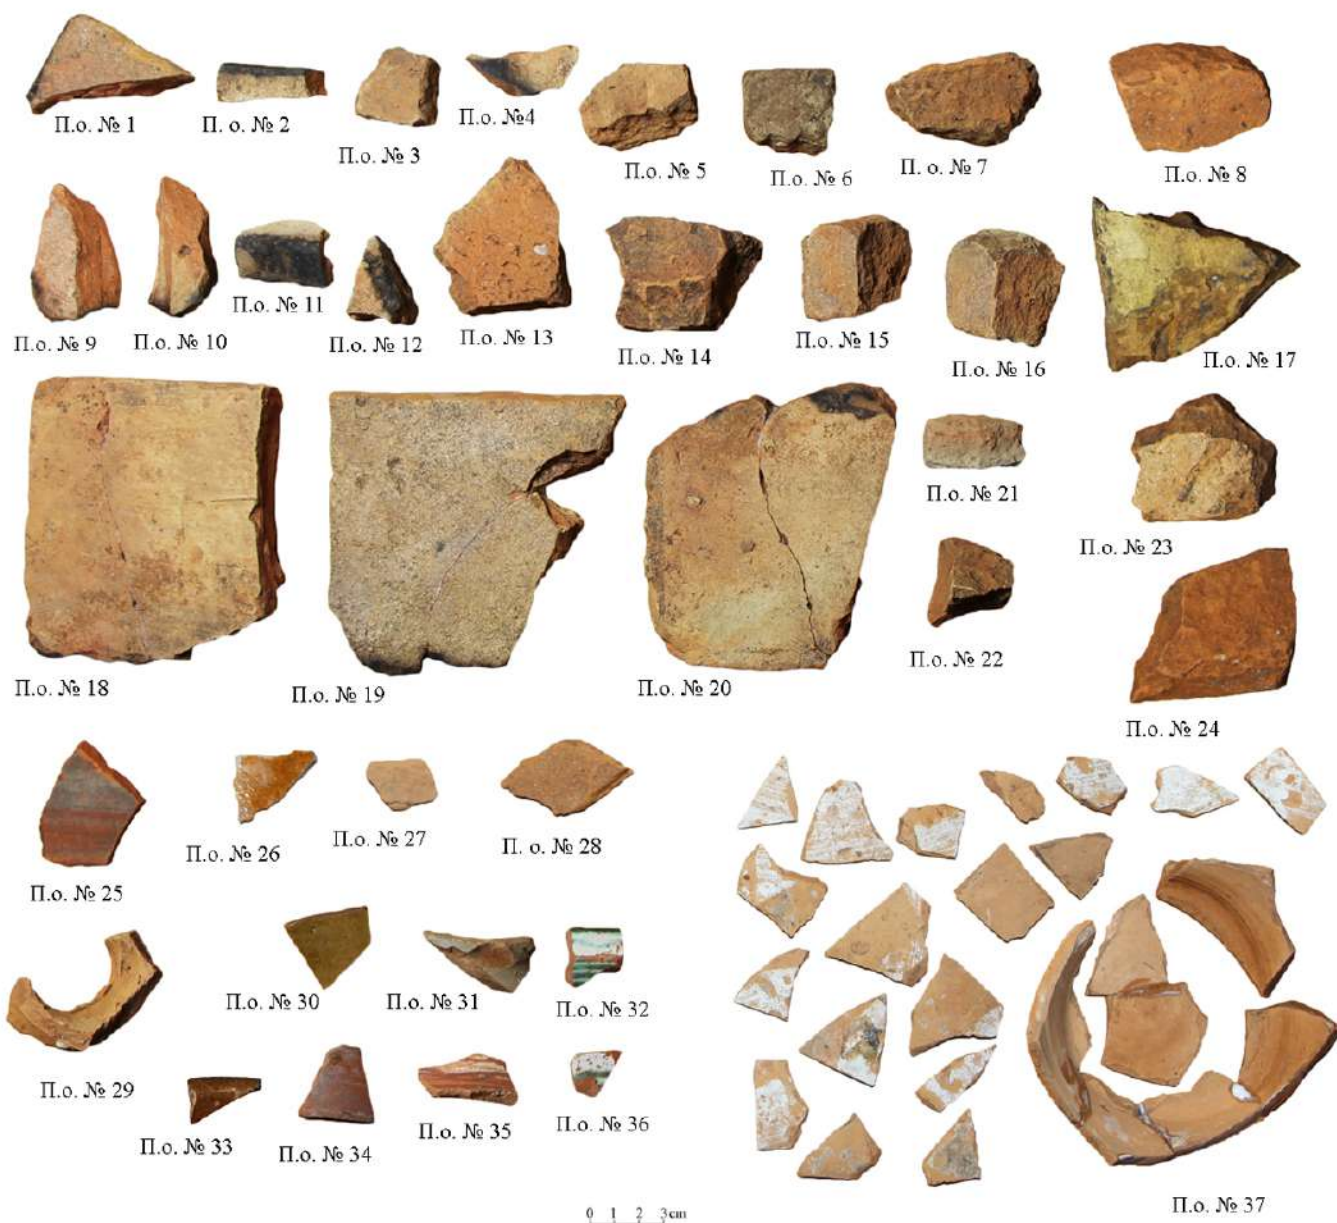 П.о. № 1
П. о. № 2
П.о. № 3
П.о. №4
П.о. № 5
П.о. № 6
П. о. № 7
П.о. № 8
П.о. № 9
П.о. № 10
П.о. № 11
П.о. № 12
П.о. № 13
П.о. № 14
П.о. № 15
П.о. № 16
П.о. № 17
П.о. № 18
П.о. № 19
П.о. № 20
П.о. № 21
П.о. № 22
П.о. № 23
П.о. № 24
П.о. № 25
П.о. № 26
П.о. № 27
П. о. № 28
П.о. № 29
П.о. № 30
П.о. № 31
П.о. № 32
П.о. № 33
П.о. № 34
П.о. № 35
П.о. № 36
П.о. № 37
0 1 2 3cm